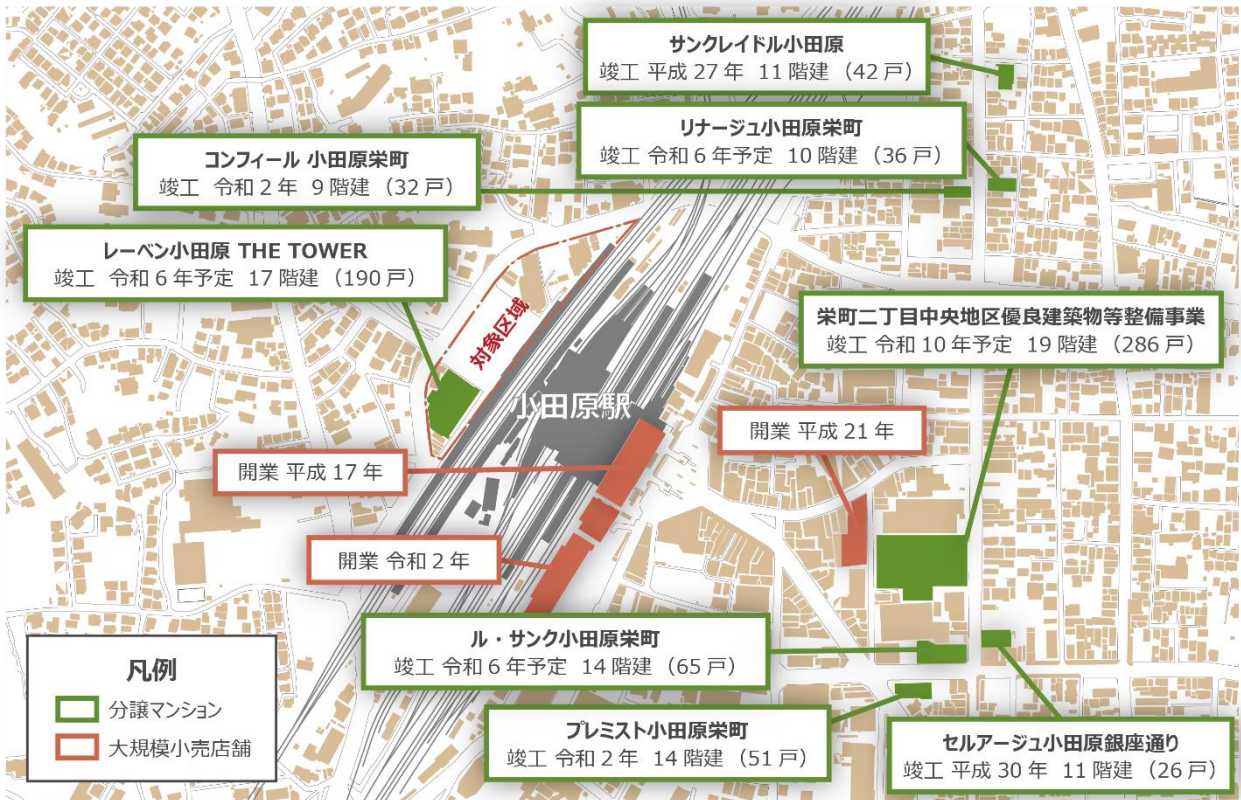 サンクレイドル小田原
竣工 平成 27 年 11 階建 (42 戸)
リナージュ小田原栄町
竣工 令和 6 年予定 10 階建 (36 戸)
コンフィール 小田原栄町
竣工 令和 2 年 9 階建 (32 戸)
レーベン小田原 THE TOWER
竣工 令和 6 年予定 17 階建 (190 戸)
対象区域
栄町二丁目中央地区優良建築物等整備事業
竣工 令和 10 年予定 19 階建 (286 戸)
小田原駅
開業 平成 21 年
開業 平成 17 年
開業 令和 2 年
ル・サンク小田原栄町
竣工 令和 6 年予定 14 階建 (65 戸)
凡例
分譲マンション
大規模小売店舗
プレミスト小田原栄町
竣工 令和 2 年 14 階建 (51 戸)
セルアージュ小田原銀座通り
竣工 平成 30 年 11 階建 (26 戸)